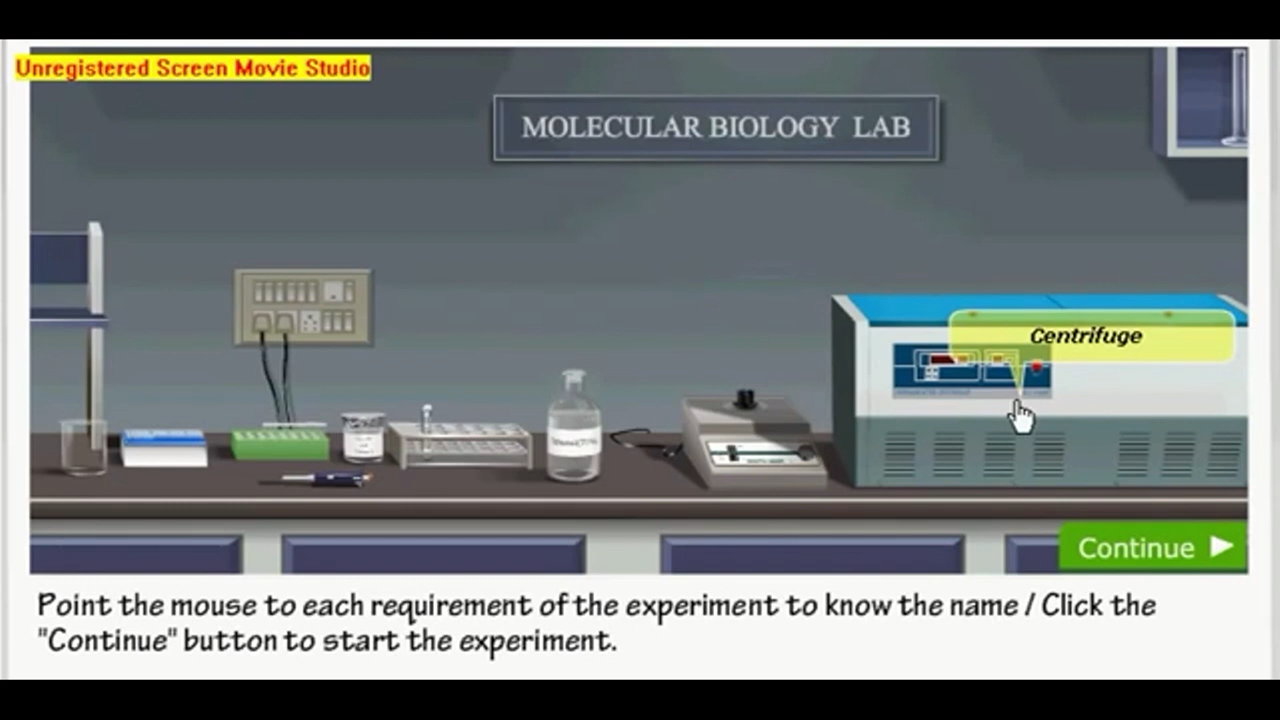 Unregistered Screen Movie Studio
MOLECULAR BIOLOGY LAB
Centrifuge
Continue
Point the mouse to each requirement of the experiment to know the name / Click the
"Continue" button to start the experiment.